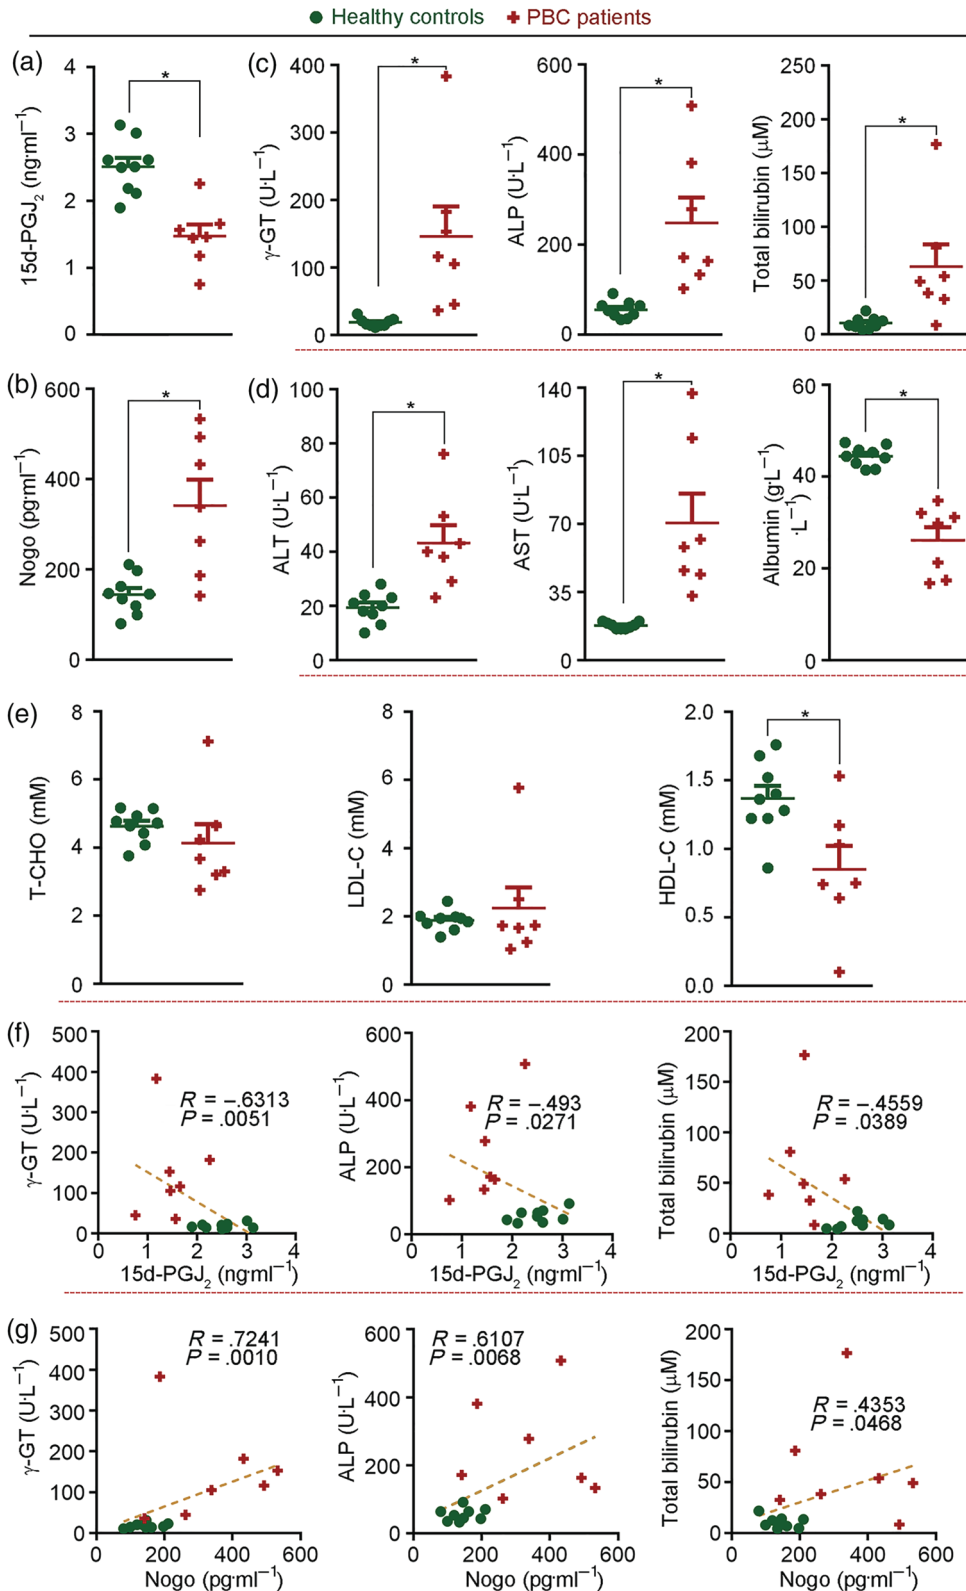 Healthy controls PBC patients
(a)
15d-PGJ2 (ng·ml−1)
4
3
2
1
0
*
(c)
γ-GT (U·L−1)
400
300
200
100
0
*
ALP (U·L−1)
600
400
200
0
*
Total bilirubin (μM)
250
200
150
100
50
0
*
(b)
Nogo (pg·ml−1)
600
400
200
0
*
(d)
ALT (U·L−1)
100
80
60
40
20
0
*
AST (U·L−1)
140
105
70
35
0
*
Albumin (g·L−1)
·L−1)
60
40
20
0
*
(e)
T-CHO (mM)
8
6
4
2
0
LDL-C (mM)
8
6
4
2
0
HDL-C (mM)
2.0
1.5
1.0
0.5
0.0
*
(f)
γ-GT (U·L−1)
500
400
300
200
100
0
R = −.6313
P = .0051
0 1 2 3 4
15d-PGJ2 (ng·ml−1)
ALP (U·L−1)
600
400
200
0
R = −.493
P = .0271
0 1 2 3 4
15d-PGJ2 (ng·ml−1)
Total bilirubin (μM)
200
150
100
50
0
R = −.4559
P = .0389
0 1 2 3 4
15d-PGJ2 (ng·ml−1)
(g)
γ-GT (U·L−1)
500
400
300
200
100
0
R = .7241
P = .0010
0 200 400 600
Nogo (pg·ml−1)
ALP (U·L−1)
600
400
200
0
R = .6107
P = .0068
0 200 400 600
Nogo (pg·ml−1)
Total bilirubin (μM)
200
150
100
50
0
R = .4353
P = .0468
0 200 400 600
Nogo (pg·ml−1)